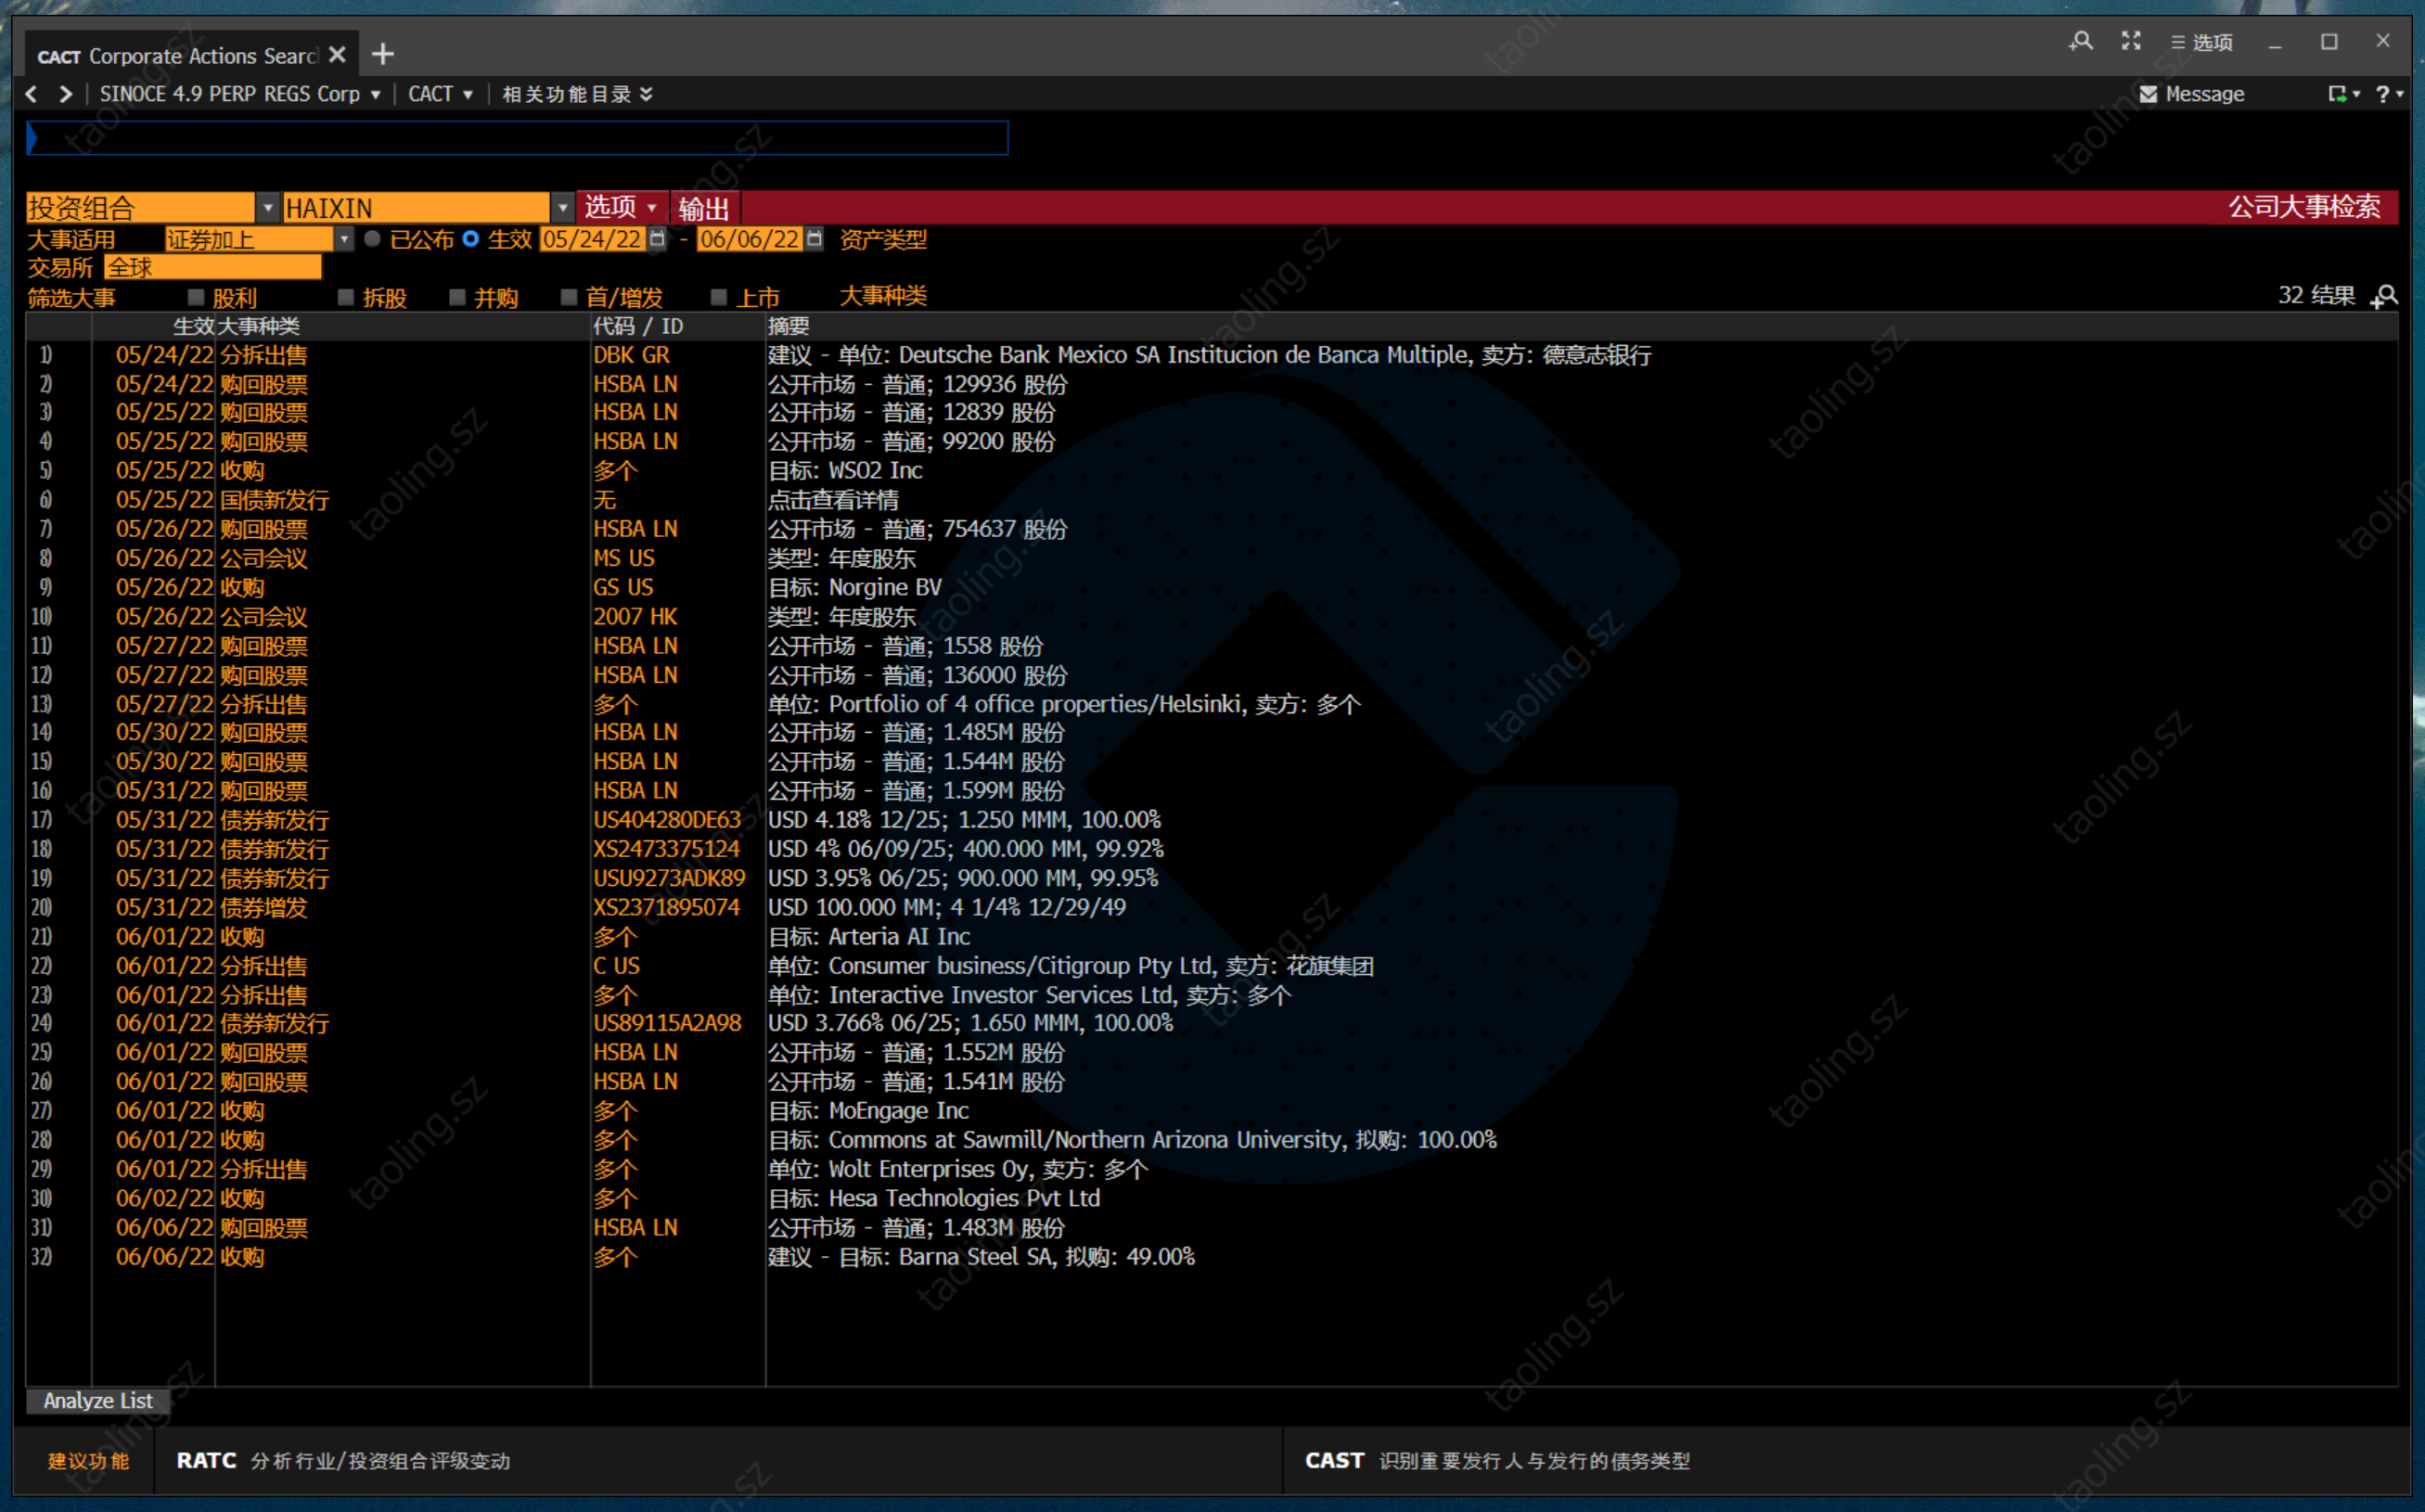 CACT Corporate Actions Searc
选项
SINOCE 4.9 PERP REGS Corp | CACT | 相关功能目录
Message ?
投资组合 HAIXIN 选项 输出 公司大事检索
大事适用 证券加上 已公布 生效 05/24/22 - 06/06/22 资产类型
交易所 全球
筛选大事 股利 拆股 并购 首/增发 上市 大事种类 32 结果
生效 大事种类 代码 / ID 摘要
1) 05/24/22 分拆出售 DBK GR 建议 - 单位: Deutsche Bank Mexico SA Institucion de Banca Multiple, 卖方: 德意志银行
2) 05/24/22 购回股票 HSBA LN 公开市场 - 普通; 129936 股份
3) 05/25/22 购回股票 HSBA LN 公开市场 - 普通; 12839 股份
4) 05/25/22 购回股票 HSBA LN 公开市场 - 普通; 99200 股份
5) 05/25/22 收购 多个 目标: WSO2 Inc
6) 05/25/22 国债新发行 无 点击查看详情
7) 05/26/22 购回股票 HSBA LN 公开市场 - 普通; 754637 股份
8) 05/26/22 公司会议 MS US 类型: 年度股东
9) 05/26/22 收购 GS US 目标: Norgine BV
10) 05/26/22 公司会议 2007 HK 类型: 年度股东
11) 05/27/22 购回股票 HSBA LN 公开市场 - 普通; 1558 股份
12) 05/27/22 购回股票 HSBA LN 公开市场 - 普通; 136000 股份
13) 05/27/22 分拆出售 多个 单位: Portfolio of 4 office properties/Helsinki, 卖方: 多个
14) 05/30/22 购回股票 HSBA LN 公开市场 - 普通; 1.485M 股份
15) 05/30/22 购回股票 HSBA LN 公开市场 - 普通; 1.544M 股份
16) 05/31/22 购回股票 HSBA LN 公开市场 - 普通; 1.599M 股份
17) 05/31/22 债券新发行 US404280DE63 USD 4.18% 12/25; 1.250 MMM, 100.00%
18) 05/31/22 债券新发行 XS2473375124 USD 4% 06/09/25; 400.000 MM, 99.92%
19) 05/31/22 债券新发行 USU9273ADK89 USD 3.95% 06/25; 900.000 MM, 99.95%
20) 05/31/22 债券增发 XS2371895074 USD 100.000 MM; 4 1/4% 12/29/49
21) 06/01/22 收购 多个 目标: Arteria AI Inc
22) 06/01/22 分拆出售 C US 单位: Consumer business/Citigroup Pty Ltd, 卖方: 花旗集团
23) 06/01/22 分拆出售 多个 单位: Interactive Investor Services Ltd, 卖方: 多个
24) 06/01/22 债券新发行 US89115A2A98 USD 3.766% 06/25; 1.650 MMM, 100.00%
25) 06/01/22 购回股票 HSBA LN 公开市场 - 普通; 1.552M 股份
26) 06/01/22 购回股票 HSBA LN 公开市场 - 普通; 1.541M 股份
27) 06/01/22 收购 多个 目标: MoEngage Inc
28) 06/01/22 收购 多个 目标: Commons at Sawmill/Northern Arizona University, 拟购: 100.00%
29) 06/01/22 分拆出售 多个 单位: Wolt Enterprises Oy, 卖方: 多个
30) 06/02/22 收购 多个 目标: Hesa Technologies Pvt Ltd
31) 06/06/22 购回股票 HSBA LN 公开市场 - 普通; 1.483M 股份
32) 06/06/22 收购 多个 建议 - 目标: Barna Steel SA, 拟购: 49.00%
Analyze List
建议功能 RATC 分析行业/投资组合评级变动 CAST 识别重要发行人与发行的债务类型
taoling.sz